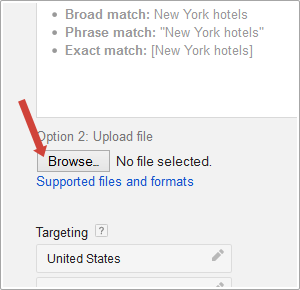 • Broad match: New York hotels
• Phrase match: "New York hotels"
• Exact match: [New York hotels]
Option 2: Upload file
Browse… No file selected.
Supported files and formats
Targeting ?
United States